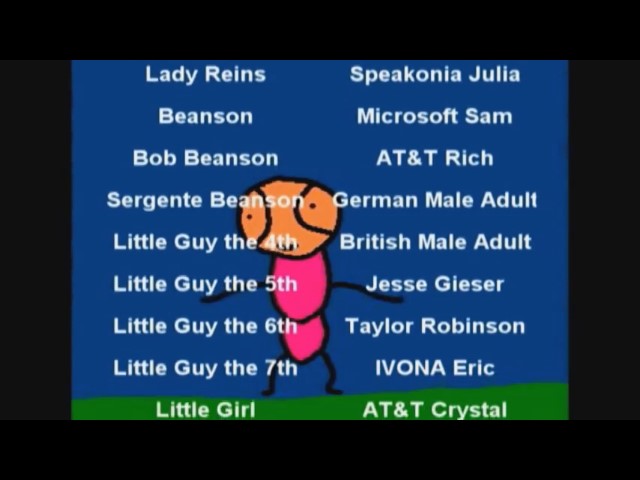 Lady Reins Speakonia Julia
Beanson Microsoft Sam
Bob Beanson AT&T Rich
Sergente Beanson German Male Adult
Little Guy the 4th British Male Adult
Little Guy the 5th Jesse Gieser
Little Guy the 6th Taylor Robinson
Little Guy the 7th IVONA Eric
Little Girl AT&T Crystal